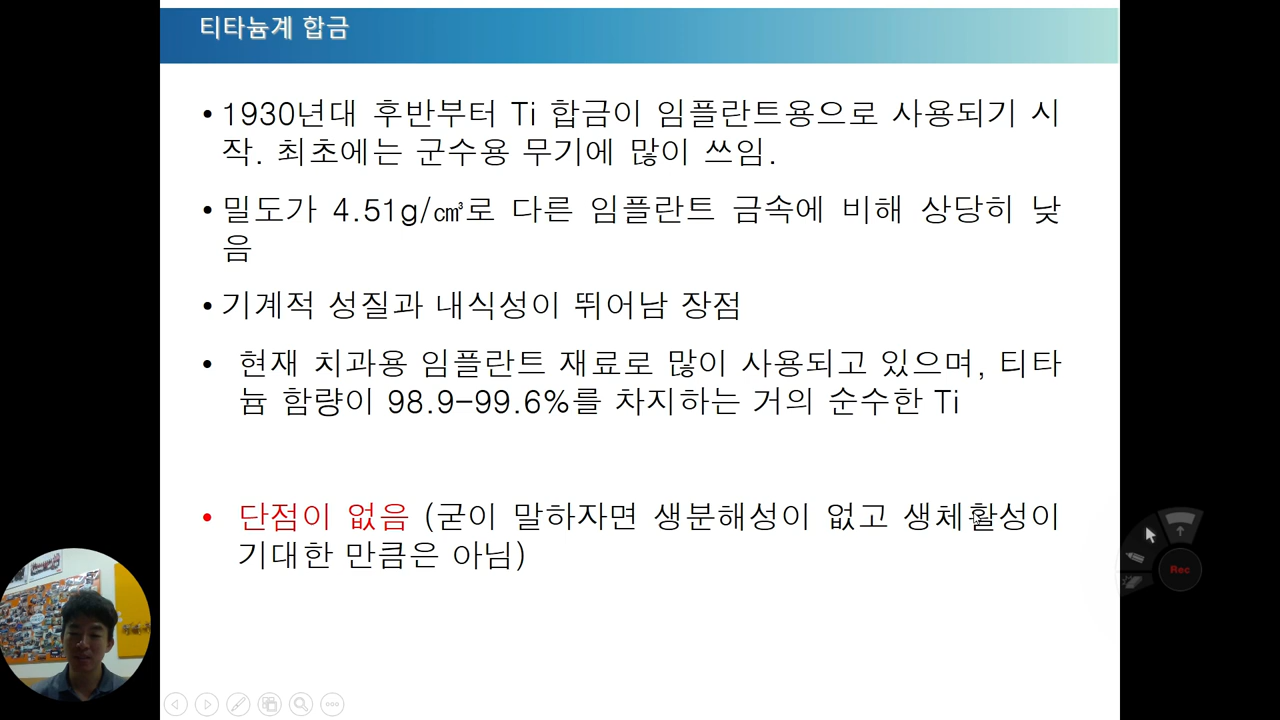 티타늄계 합금
• 1930년대 후반부터 Ti 합금이 임플란트용으로 사용되기 시
작. 최초에는 군수용 무기에 많이 쓰임.
• 밀도가 4.51g/㎤로 다른 임플란트 금속에 비해 상당히 낮
음
• 기계적 성질과 내식성이 뛰어남 장점
• 현재 치과용 임플란트 재료로 많이 사용되고 있으며, 티타
늄 함량이 98.9-99.6%를 차지하는 거의 순수한 Ti
• 단점이 없음 (굳이 말하자면 생분해성이 없고 생체활성이
기대한 만큼은 아님)
Rec